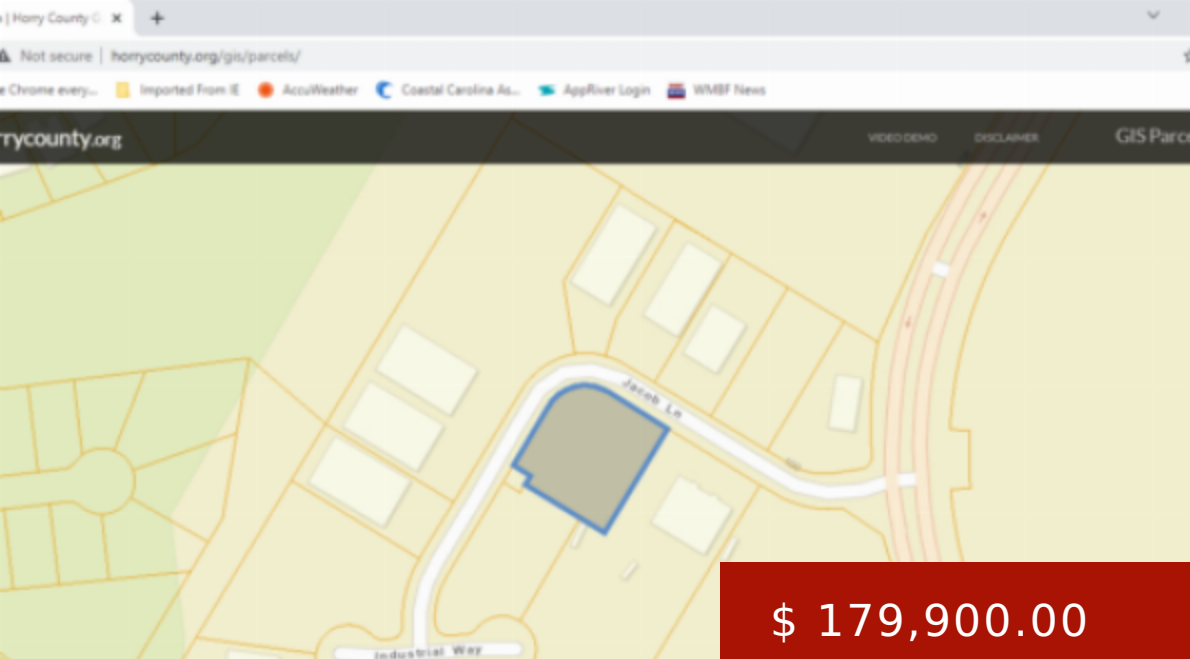 | Horry County G
Not secure | horrycounty.org/gis/parcels/
e Chrome every... Imported From IE AccuWeather Coastal Carolina As... AppRiver Login WMBF News
rrycounty.org VIDEO DEMO DISCLAIMER GIS Parce
Jacob Ln
Industrial Way
$ 179,900.00